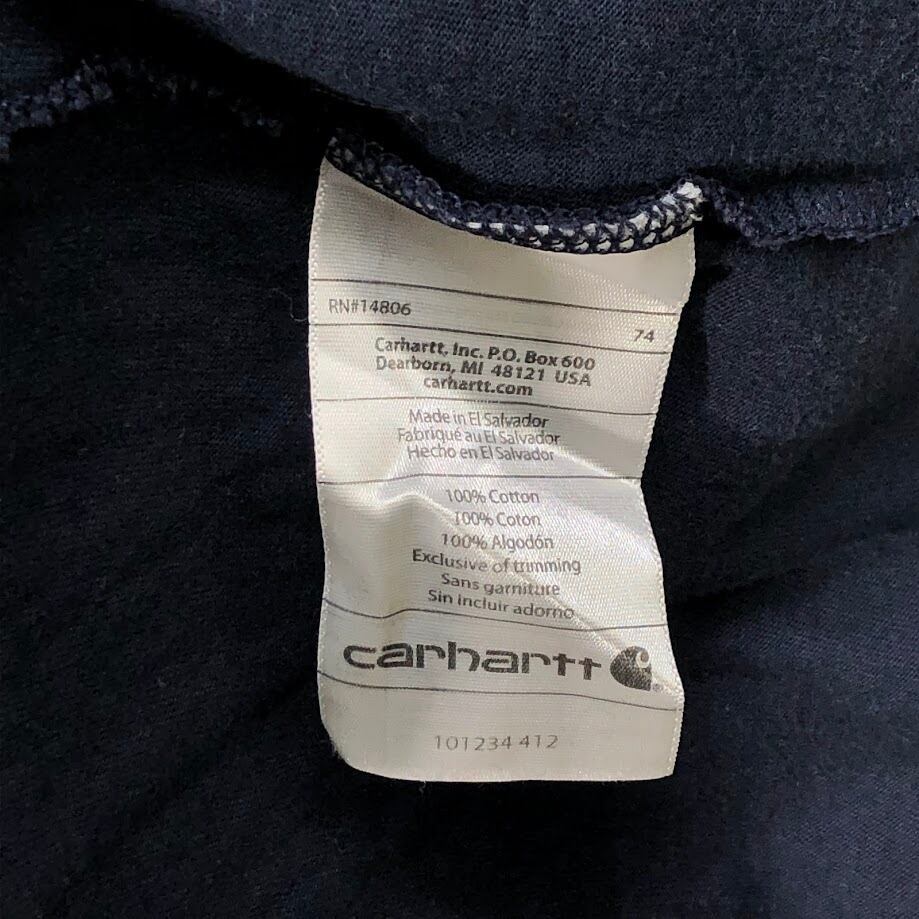 RN#14806
74
Carhartt, Inc. P.O. Box 600
Dearborn, MI 48121 USA
carhartt.com
Made in El Salvador
Fabriqué au El Salvador
Hecho en El Salvador
100% Cotton
100% Coton
100% Algodón
Exclusive of trimming
Sans garniture
Sin incluir adorno
carhartt
101234 412